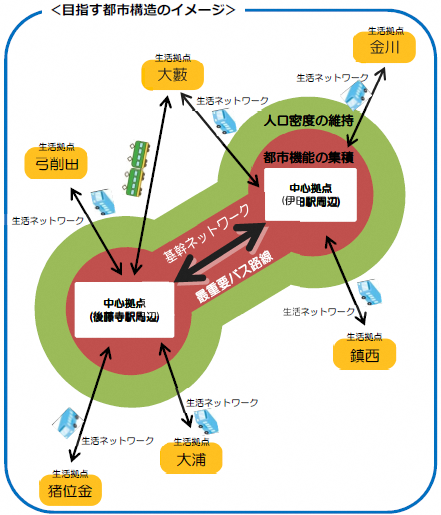 ＜目指す都市構造のイメージ＞
生活拠点
金川
生活拠点
大藪
生活ネットワーク
生活ネットワーク
人口密度の維持
都市機能の集積
生活拠点
弓削田
中心拠点
駅周辺)
生活ネットワーク
基幹ネットワーク
最重要バス路線
中心拠点
(後藤寺駅周辺)
生活ネットワーク
生活拠点
鎮西
生活ネットワーク
生活ネットワーク
生活拠点
大浦
生活拠点
猪位金